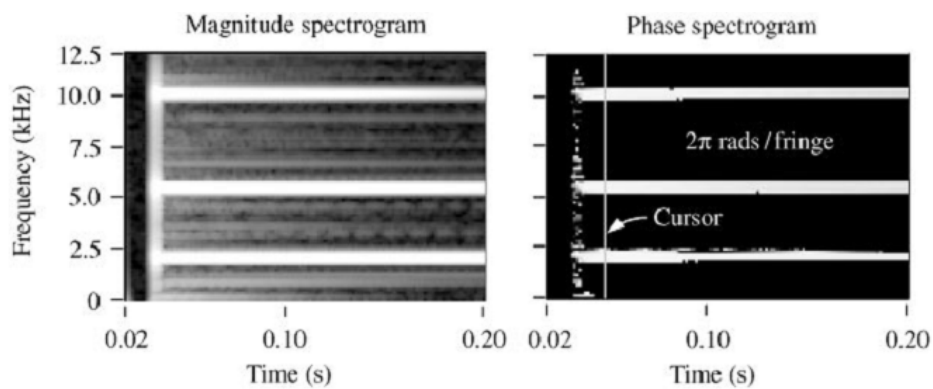 Magnitude spectrogram
Phase spectrogram
Frequency (kHz)
12.5
10.0
7.5
5.0
2.5
0
0.02
0.10
0.20
Time (s)
2π rads/fringe
Cursor
0.02
0.10
0.20
Time (s)